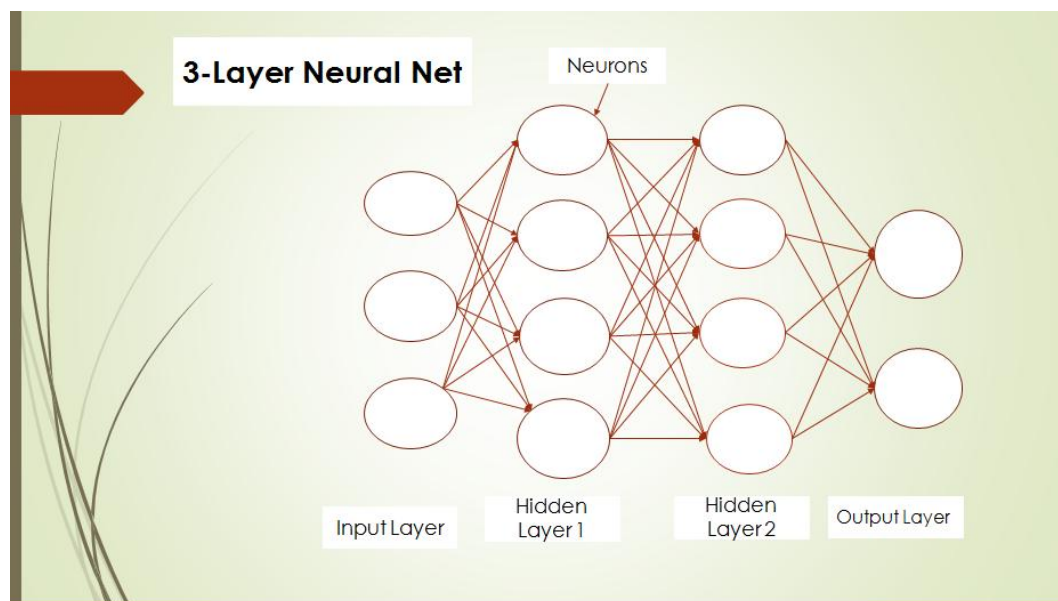 3-Layer Neural Net
Neurons
Input Layer
Hidden
Layer 1
Hidden
Layer 2
Output Layer